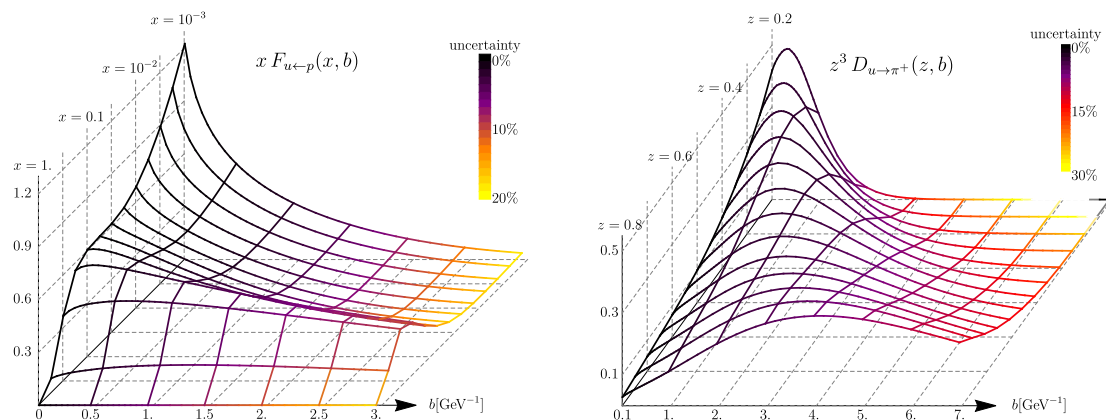 x = 10⁻³
x = 10⁻²
x = 0.1
x = 1.
x F_{u←p}(x, b)
uncertainty
0%
10%
20%
1.2
0.9
0.6
0.3
0
0.5
1.
1.5
2.
2.5
3.
b[GeV⁻¹]
z = 0.2
z = 0.4
z = 0.6
z = 0.8
z³ D_{u→π⁺}(z, b)
uncertainty
0%
15%
30%
0.5
0.3
0.1
0.1
1.
2.
3.
4.
5.
6.
7.
b[GeV⁻¹]